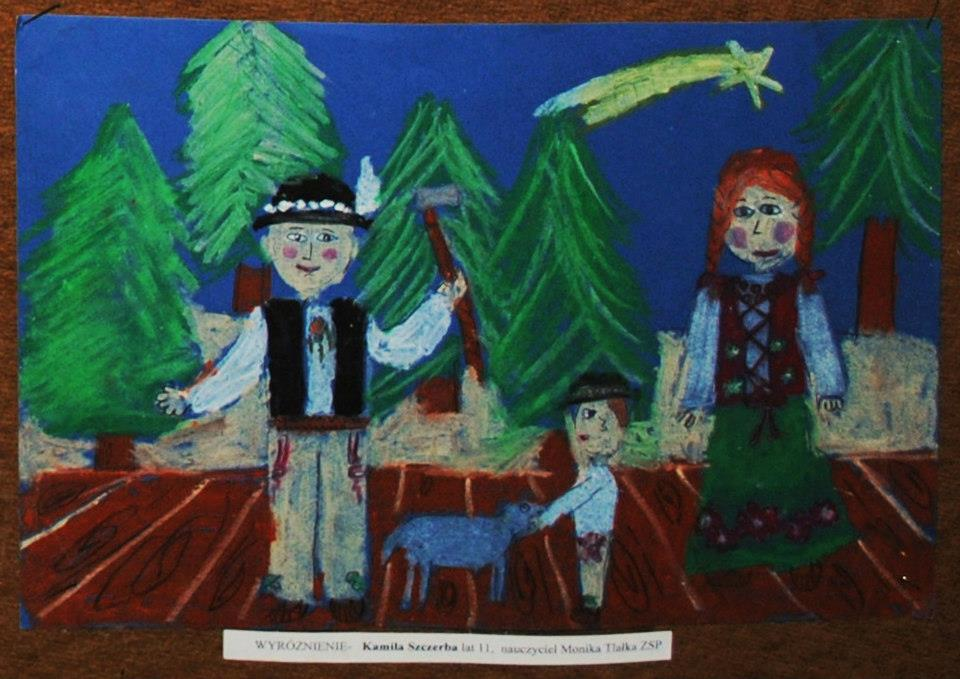 WYRÓŻNIENIE- Kamila Szczerba lat 11, nauczyciel Monika Tlałka ZSP